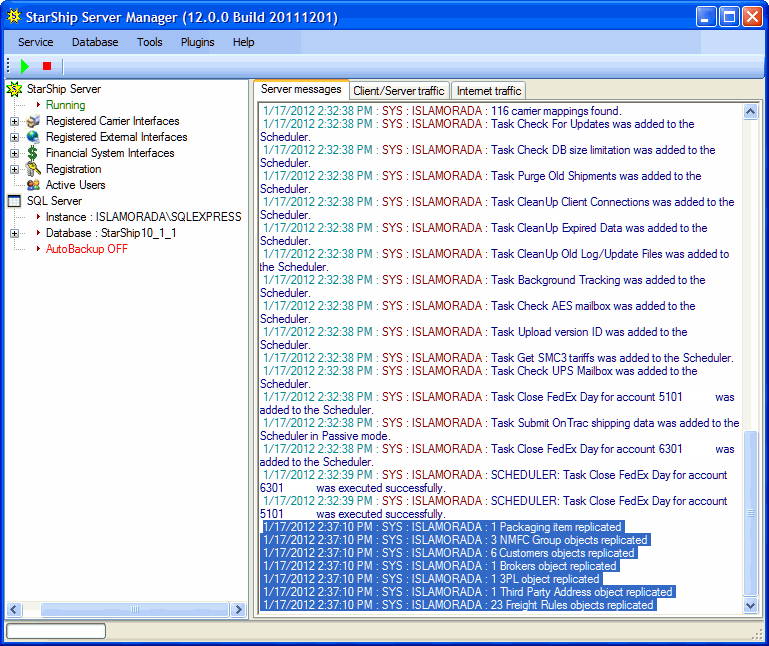 StarShip Server Manager (12.0.0 Build 20111201)
Service Database Tools Plugins Help
StarShip Server
Running
Registered Carrier Interfaces
Registered External Interfaces
Financial System Interfaces
Registration
Active Users
SQL Server
Instance : ISLAMORADA\SQLEXPRESS
Database : StarShip10_1_1
AutoBackup OFF
Server messages Client/Server traffic Internet traffic
1/17/2012 2:32:38 PM : SYS : ISLAMORADA : 116 carrier mappings found.
1/17/2012 2:32:38 PM : SYS : ISLAMORADA : Task Check For Updates was added to the
Scheduler.
1/17/2012 2:32:38 PM : SYS : ISLAMORADA : Task Check DB size limitation was added to the
Scheduler.
1/17/2012 2:32:38 PM : SYS : ISLAMORADA : Task Purge Old Shipments was added to the
Scheduler.
1/17/2012 2:32:38 PM : SYS : ISLAMORADA : Task CleanUp Client Connections was added to the
Scheduler.
1/17/2012 2:32:38 PM : SYS : ISLAMORADA : Task CleanUp Expired Data was added to the
Scheduler.
1/17/2012 2:32:38 PM : SYS : ISLAMORADA : Task CleanUp Old Log/Update Files was added to
the Scheduler.
1/17/2012 2:32:38 PM : SYS : ISLAMORADA : Task Background Tracking was added to the
Scheduler.
1/17/2012 2:32:38 PM : SYS : ISLAMORADA : Task Check AES mailbox was added to the
Scheduler.
1/17/2012 2:32:38 PM : SYS : ISLAMORADA : Task Upload version ID was added to the
Scheduler.
1/17/2012 2:32:38 PM : SYS : ISLAMORADA : Task Get SMC3 tariffs was added to the Scheduler.
1/17/2012 2:32:38 PM : SYS : ISLAMORADA : Task Check UPS Mailbox was added to the
Scheduler.
1/17/2012 2:32:38 PM : SYS : ISLAMORADA : Task Close FedEx Day for account 5101 was
added to the Scheduler.
1/17/2012 2:32:38 PM : SYS : ISLAMORADA : Task Submit OnTrac shipping data was added to the
Scheduler in Passive mode.
1/17/2012 2:32:38 PM : SYS : ISLAMORADA : Task Close FedEx Day for account 6301 was
added to the Scheduler.
1/17/2012 2:32:39 PM : SYS : ISLAMORADA : SCHEDULER: Task Close FedEx Day for account
6301 was executed successfully.
1/17/2012 2:32:39 PM : SYS : ISLAMORADA : SCHEDULER: Task Close FedEx Day for account
5101 was executed successfully.
1/17/2012 2:37:10 PM : SYS : ISLAMORADA : 1 Packaging item replicated
1/17/2012 2:37:10 PM : SYS : ISLAMORADA : 3 NMFC Group objects replicated
1/17/2012 2:37:10 PM : SYS : ISLAMORADA : 6 Customers objects replicated
1/17/2012 2:37:10 PM : SYS : ISLAMORADA : 1 Brokers object replicated
1/17/2012 2:37:10 PM : SYS : ISLAMORADA : 1 3PL object replicated
1/17/2012 2:37:10 PM : SYS : ISLAMORADA : 1 Third Party Address object replicated
1/17/2012 2:37:10 PM : SYS : ISLAMORADA : 23 Freight Rules objects replicated